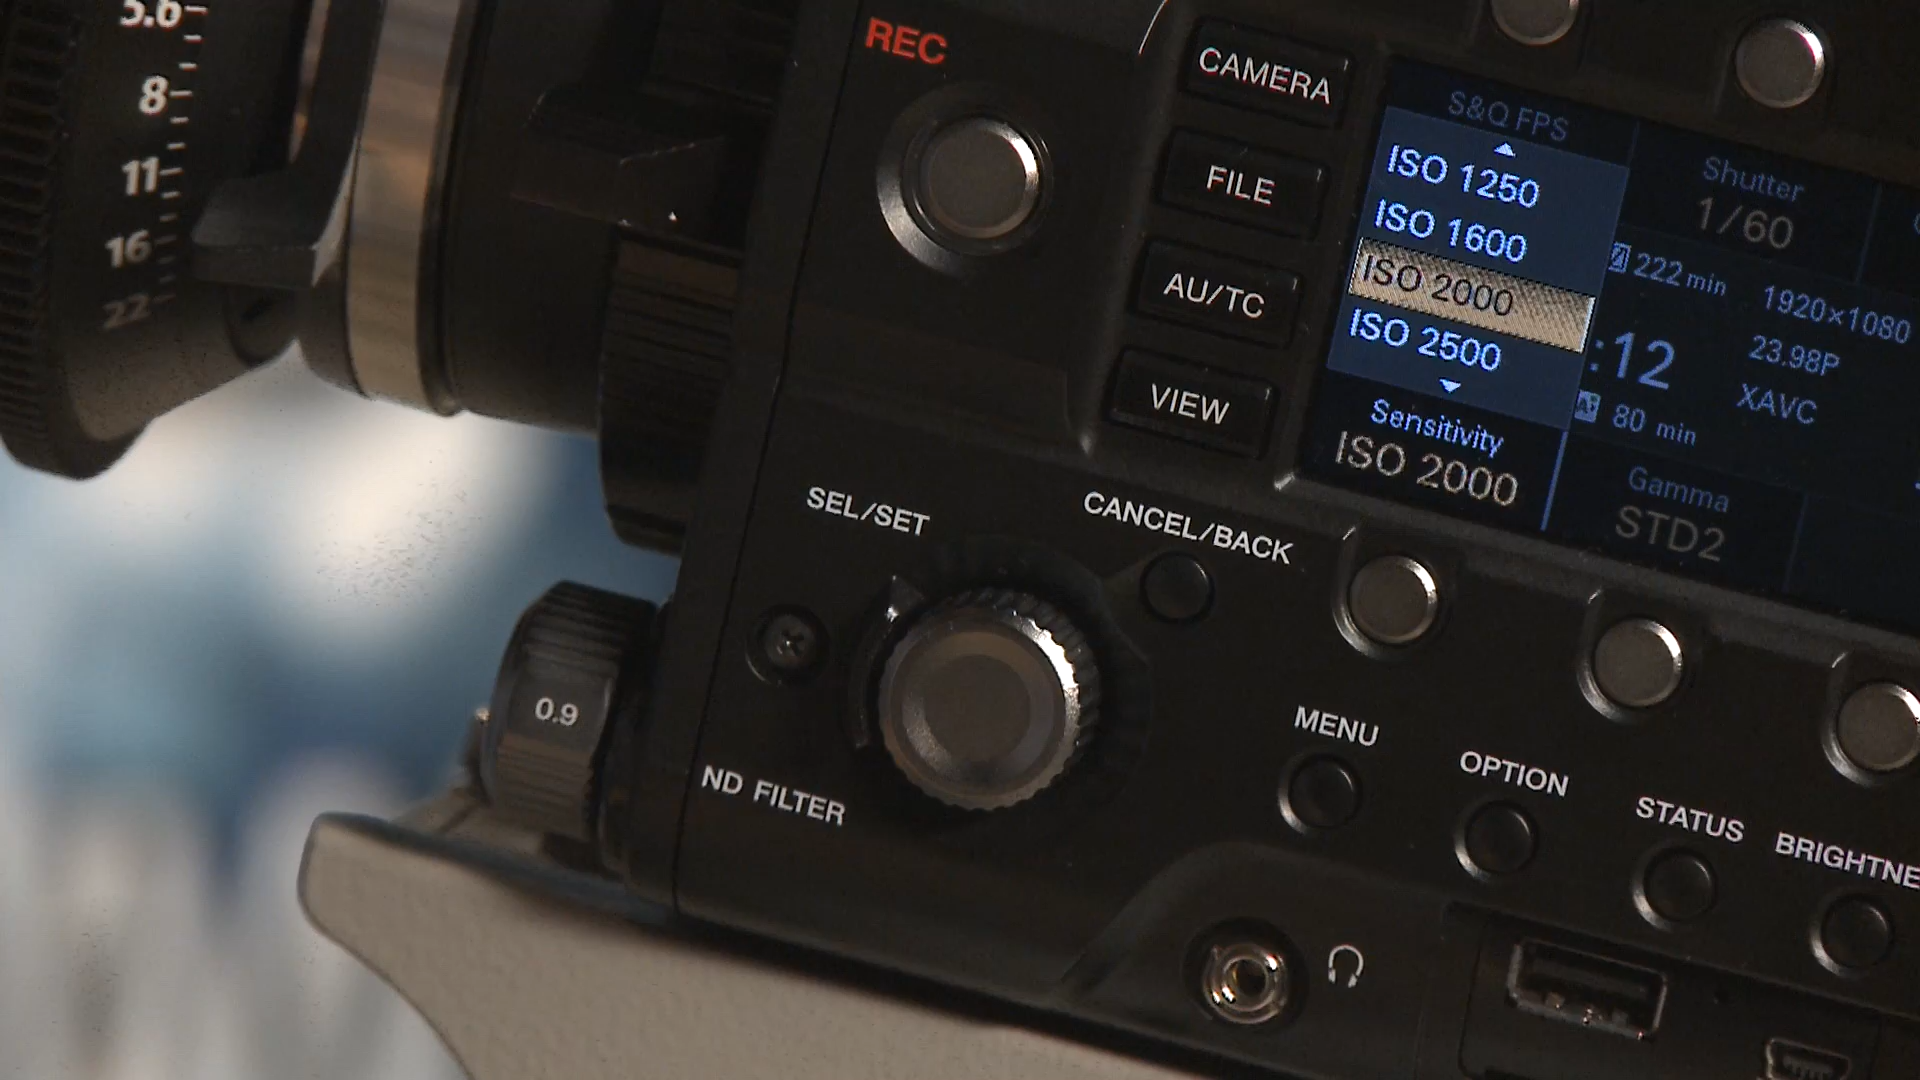 5.6
8
11
16
22
REC
CAMERA
FILE
AU/TC
VIEW
S&Q FPS
ISO 1250
ISO 1600
ISO 2000
ISO 2500
Sensitivity
ISO 2000
Shutter
1/60
222 min
1920×1080
:12
23.98P
XAVC
80 min
Gamma
STD2
SEL/SET
CANCEL/BACK
0.9
ND FILTER
MENU
OPTION
STATUS
BRIGHTNE